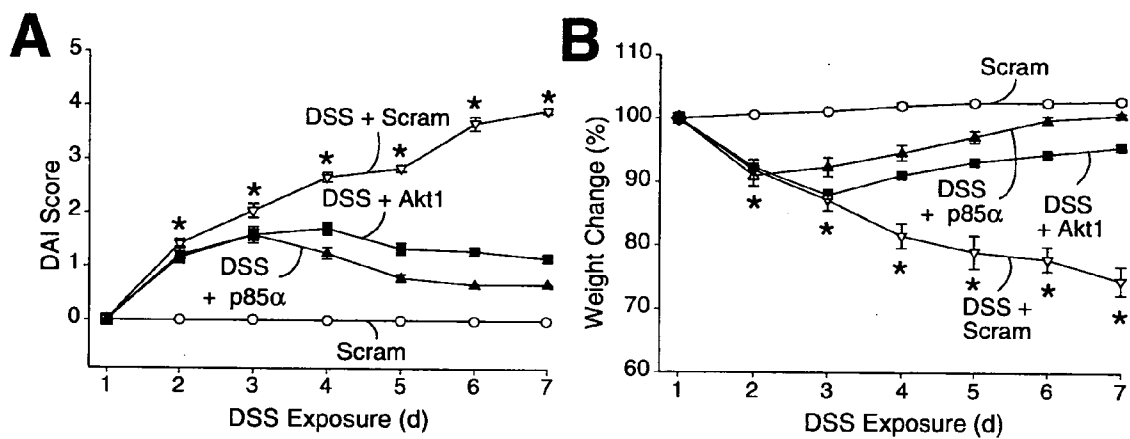 A
5
4
3
2
1
0
DAI Score
* * * * * *
DSS + Scram
DSS + Akt1
DSS
+ p85α
Scram
1 2 3 4 5 6 7
DSS Exposure (d)
B
110
100
90
80
70
60
Weight Change (%)
Scram
DSS
+ p85α
DSS
+ Akt1
* * * * * *
DSS +
Scram
1 2 3 4 5 6 7
DSS Exposure (d)